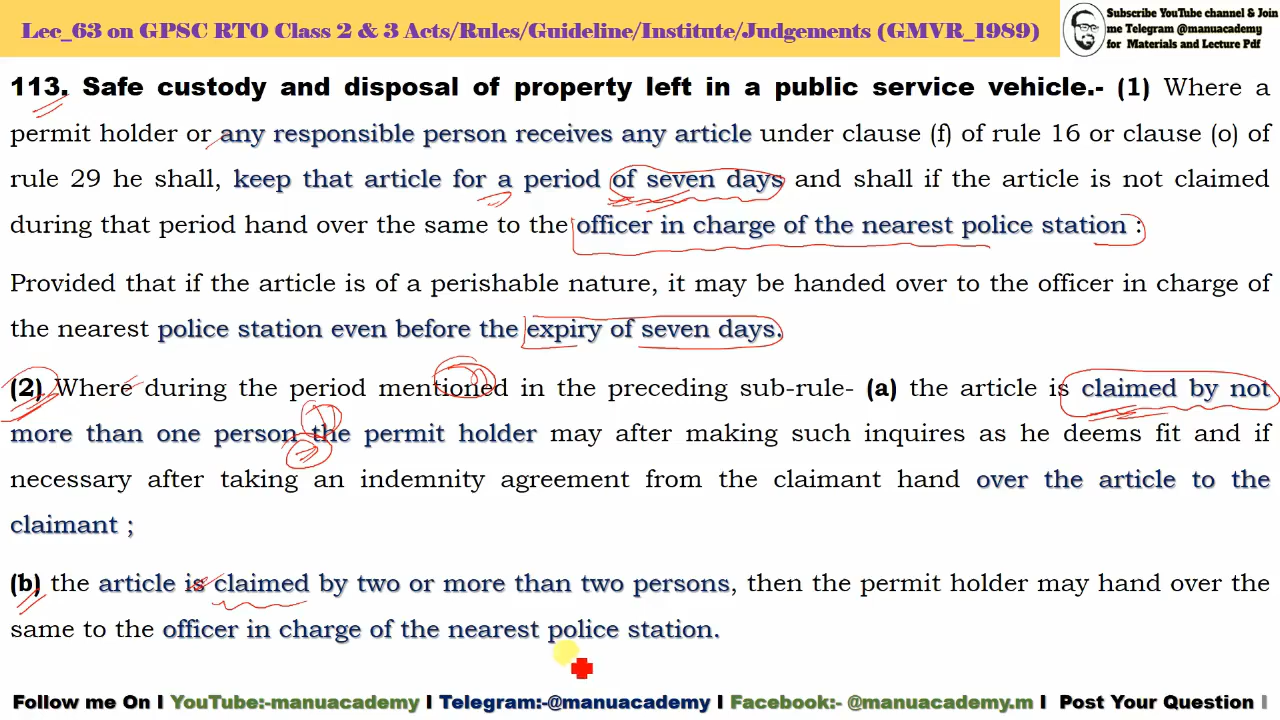 Lec_63 on GPSC RTO Class 2 & 3 Acts/Rules/Guideline/Institute/Judgements (GMVR_1989)
Subscribe YouTube channel & Join
me Telegram @manuacademy
for Materials and Lecture Pdf
113. Safe custody and disposal of property left in a public service vehicle.- (1) Where a
permit holder or any responsible person receives any article under clause (f) of rule 16 or clause (o) of
rule 29 he shall, keep that article for a period of seven days and shall if the article is not claimed
during that period hand over the same to the officer in charge of the nearest police station :
Provided that if the article is of a perishable nature, it may be handed over to the officer in charge of
the nearest police station even before the expiry of seven days.
(2) Where during the period mentioned in the preceding sub-rule- (a) the article is claimed by not
more than one person the permit holder may after making such inquires as he deems fit and if
necessary after taking an indemnity agreement from the claimant hand over the article to the
claimant ;
(b) the article is claimed by two or more than two persons, then the permit holder may hand over the
same to the officer in charge of the nearest police station.
Follow me On I YouTube:-manuacademy I Telegram:-@manuacademy I Facebook:- @manuacademy.m I Post Your Question I